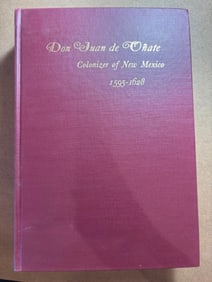 Don Juan de Oñate
Colonizer of New Mexico
1595-1628